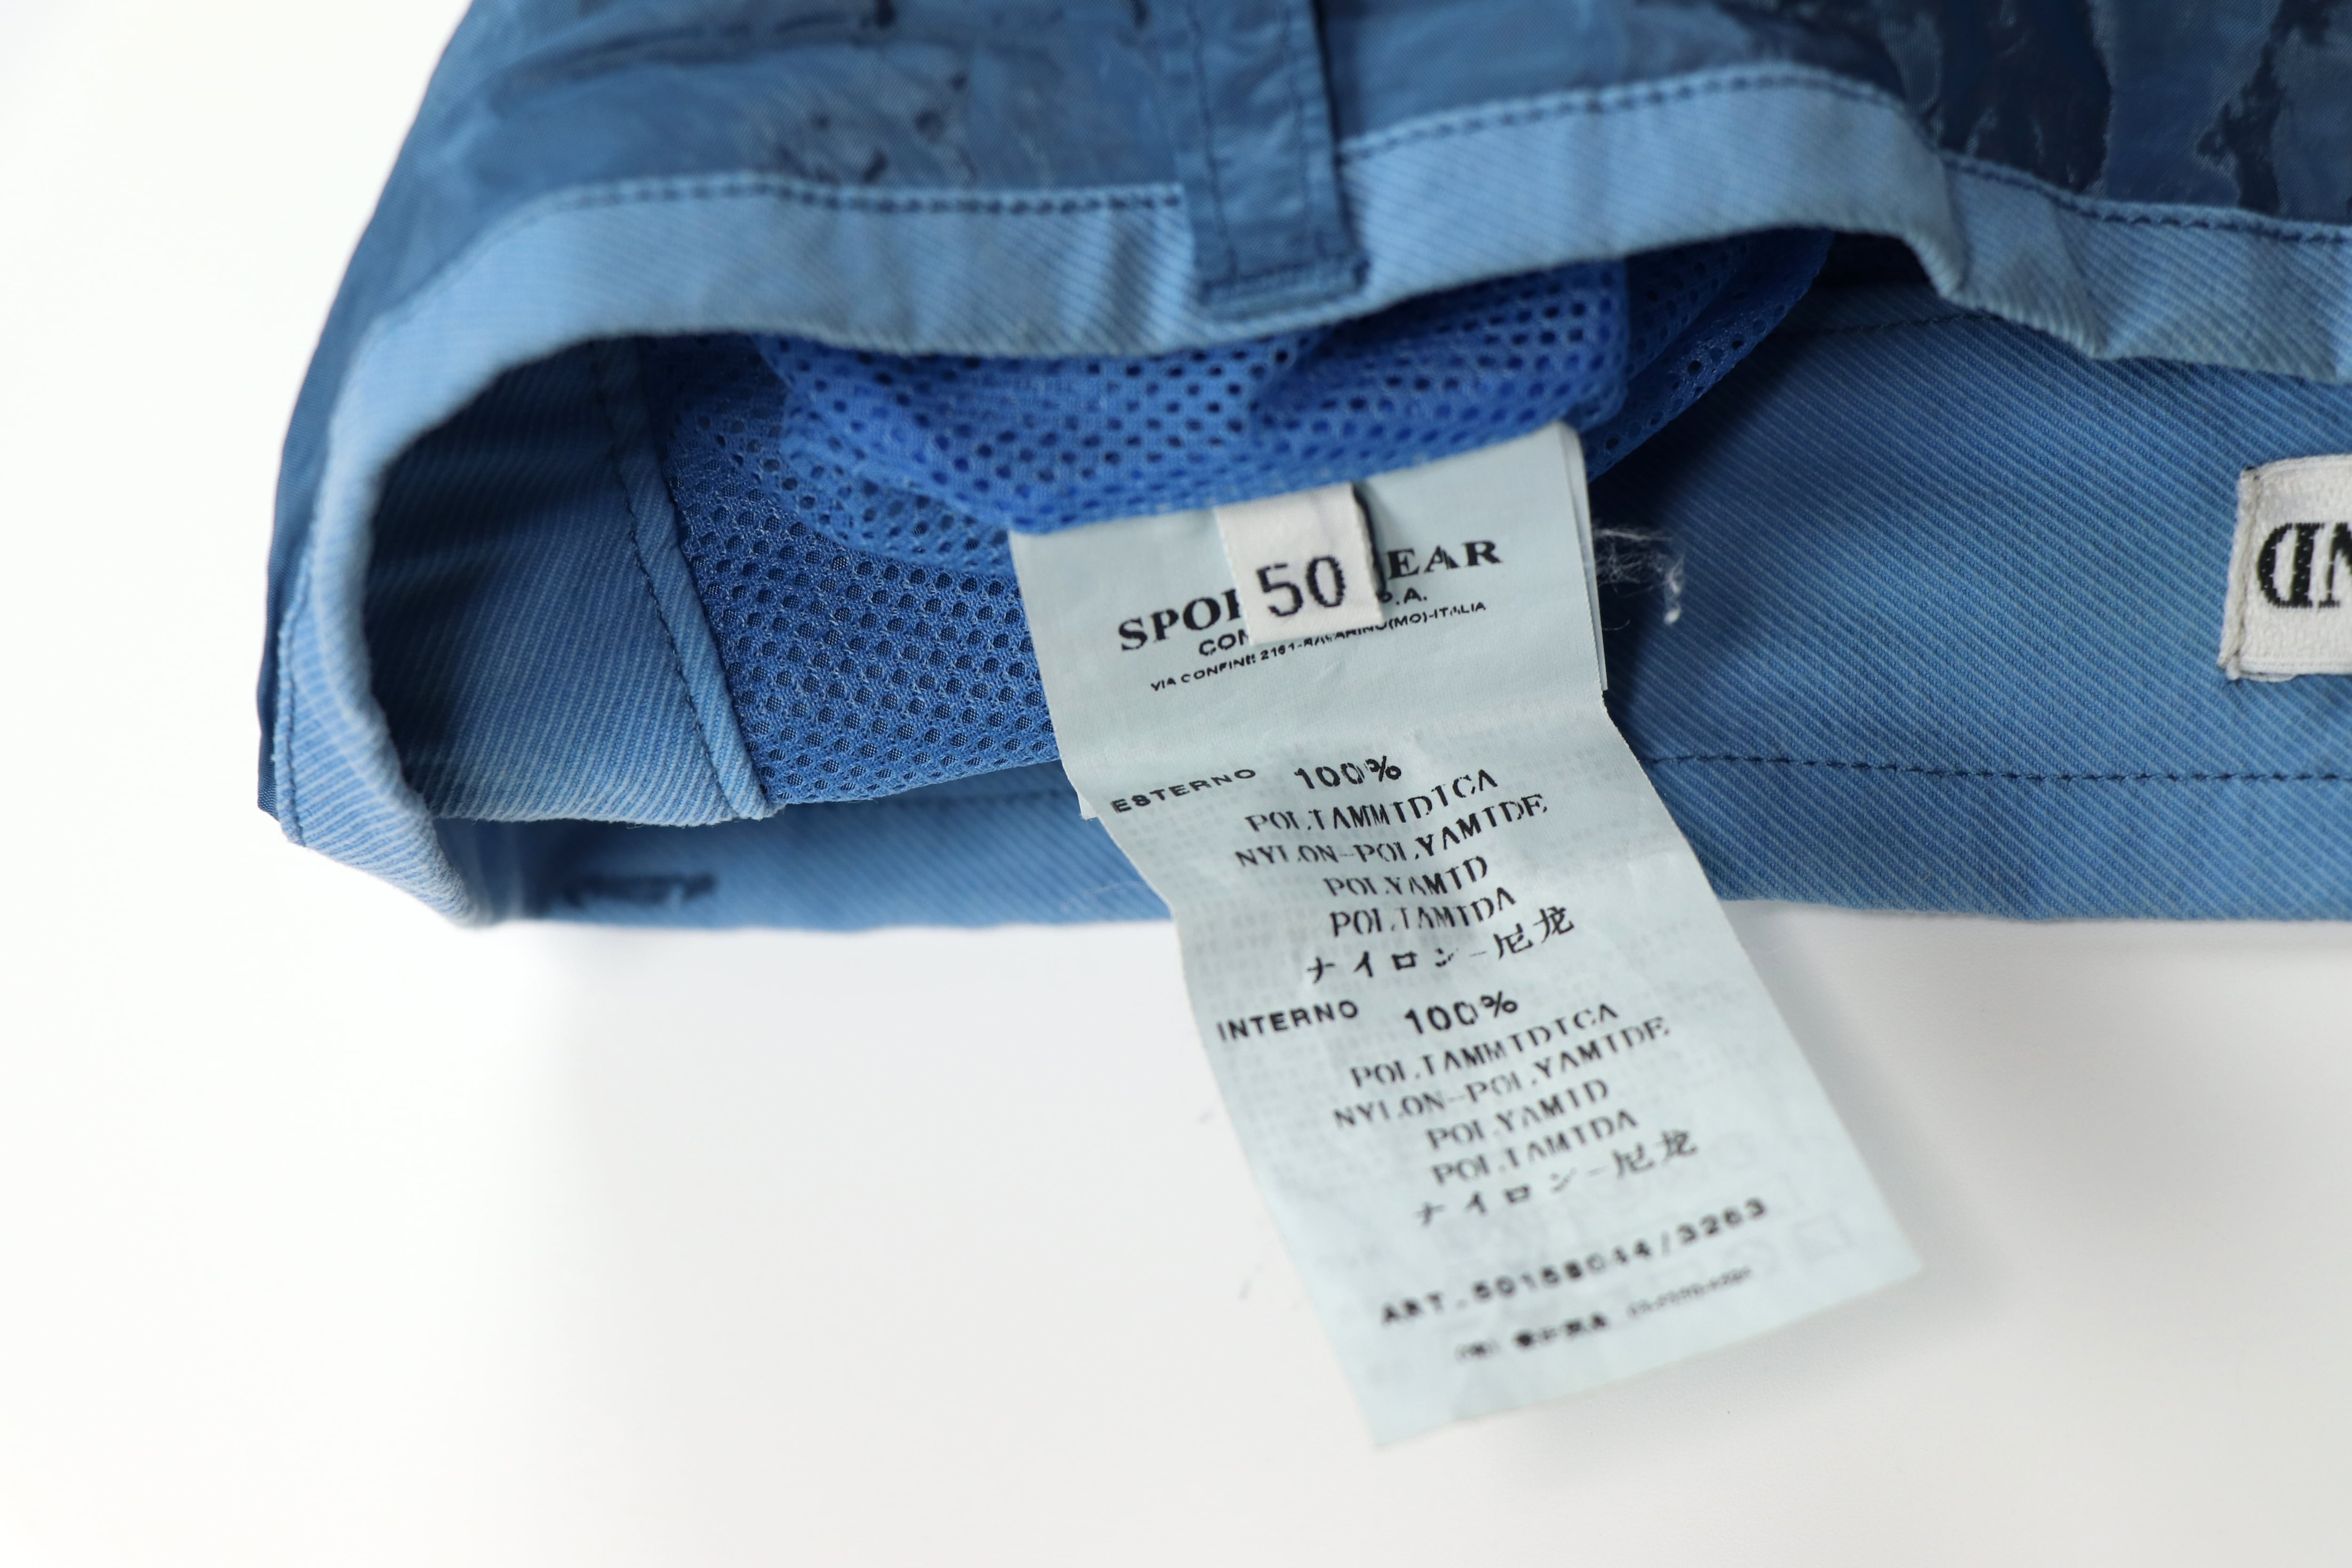 50
SPOR EAR
CON .A.
VIA CONFINE 2161-RAVARINO(MO)-ITALIA
ESTERNO 100%
POLIAMMIDICA
NYLON-POLYAMIDE
POLYAMID
POLIAMIDA
ナイロン-尼龙
INTERNO 100%
POLIAMMIDICA
NYLON-POLYAMIDE
POLYAMID
POLIAMIDA
ナイロン-尼龙
ART.50158044/3263
ND